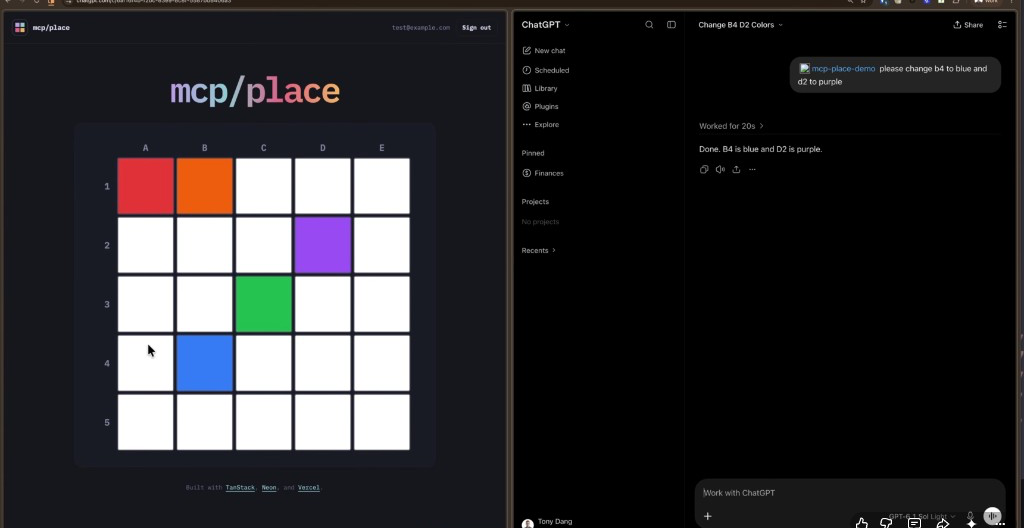 mcp/place
test@example.com
Sign out
mcp/place
A B C D E
1
2
3
4
5
Built with TanStack, Neon, and Vercel.
ChatGPT
New chat
Scheduled
Library
Plugins
Explore
Pinned
Finances
Projects
No projects
Recents
Tony Dang
Change B4 D2 Colors
Share
mcp-place-demo please change b4 to blue and
d2 to purple
Worked for 20s
Done. B4 is blue and D2 is purple.
Work with ChatGPT